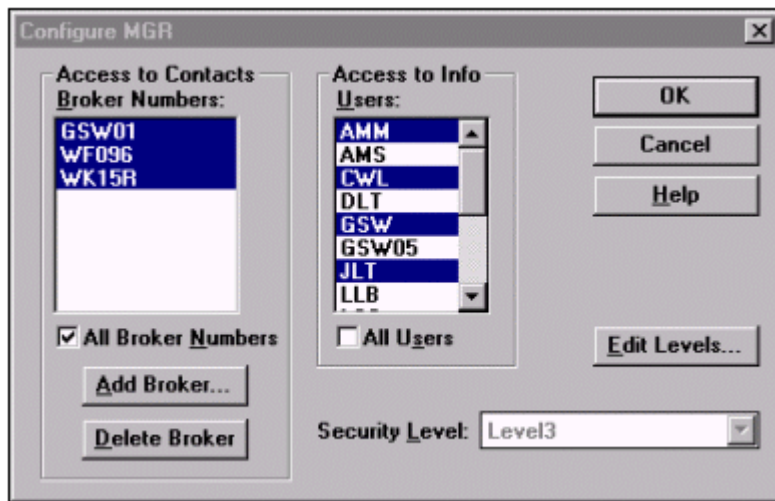 Configure MGR
Access to Contacts
Broker Numbers:
GSW01
WF096
WK15R
All Broker Numbers
Add Broker...
Delete Broker
Access to Info
Users:
AMM
AMS
CWL
DLT
GSW
GSW05
JLT
LLB
All Users
OK
Cancel
Help
Edit Levels...
Security Level: Level3